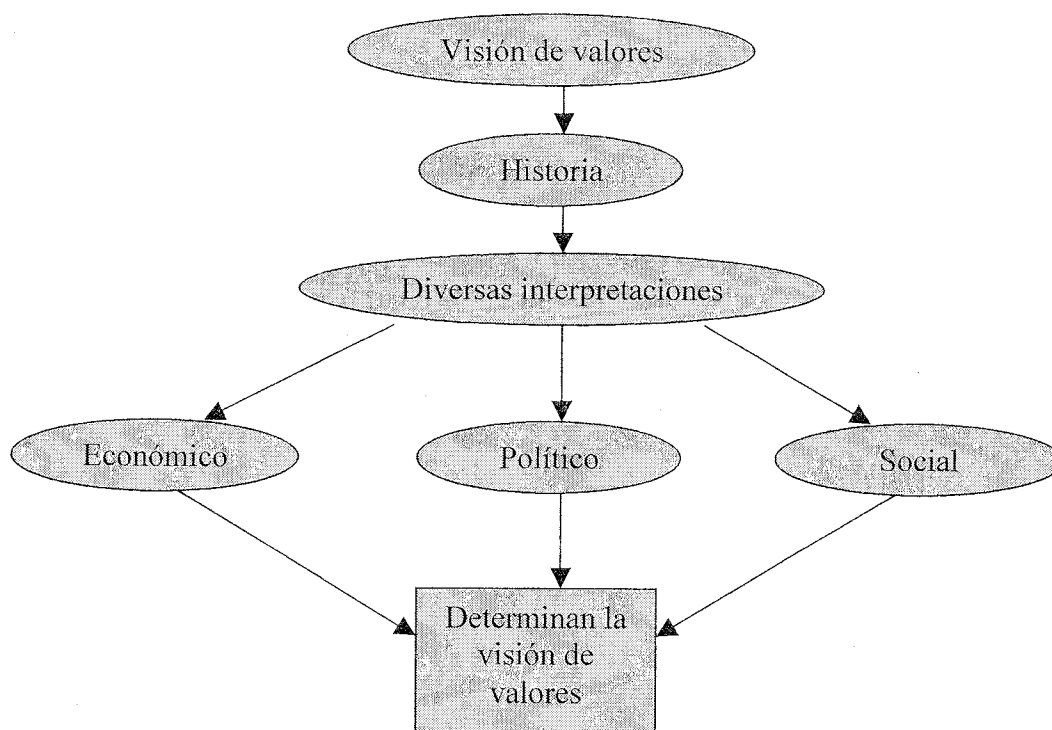 Visión de valores
Historia
Diversas interpretaciones
Económico
Político
Social
Determinan la
visión de
valores